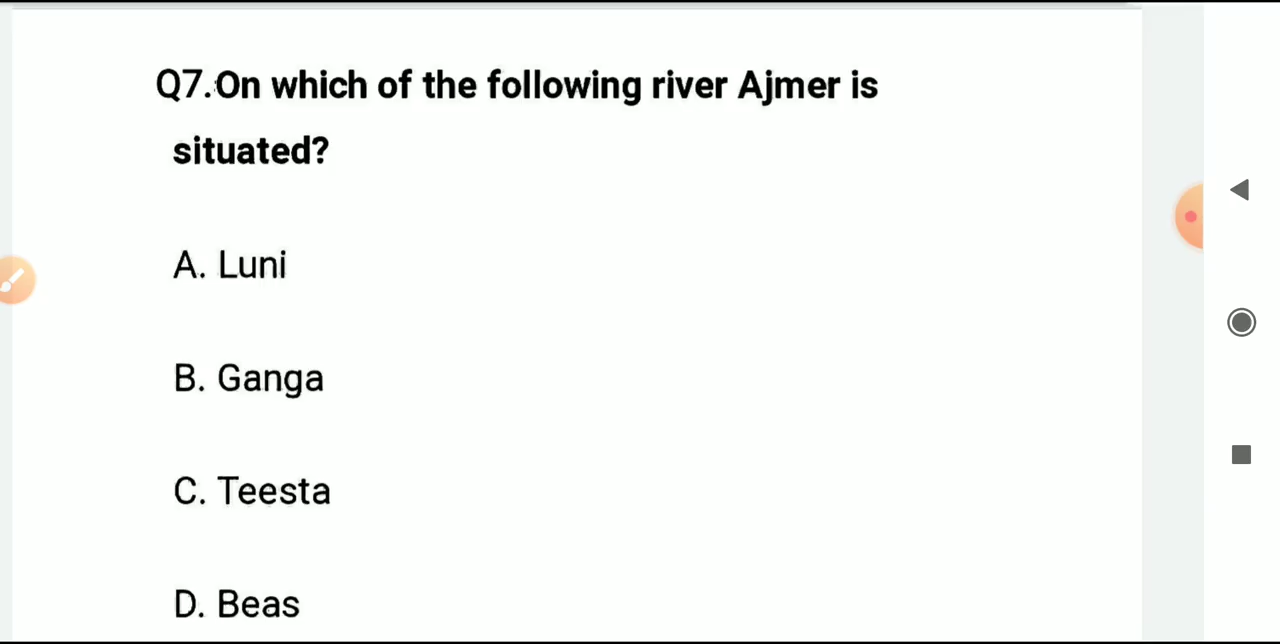 Q7.On which of the following river Ajmer is
situated?
A. Luni
B. Ganga
C. Teesta
D. Beas